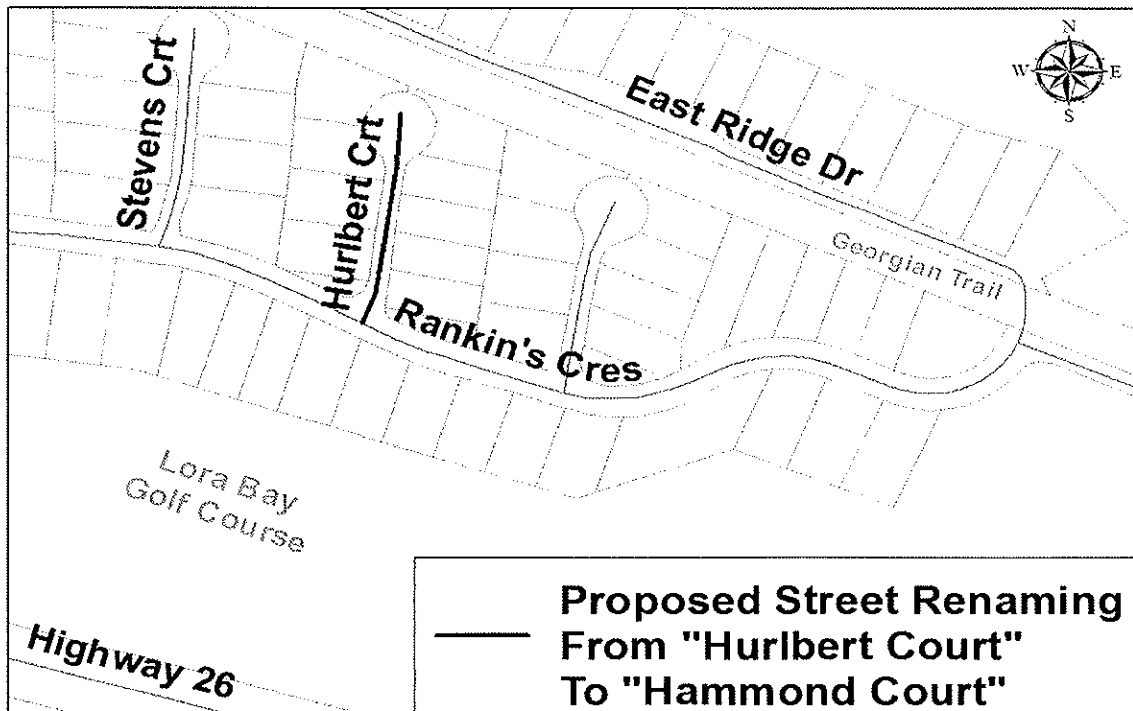 N
W E
S
Stevens Crt
Hurlbert Crt
East Ridge Dr
Georgian Trail
Rankin's Cres
Lora Bay
Golf Course
Highway 26
Proposed Street Renaming
From "Hurlbert Court"
To "Hammond Court"